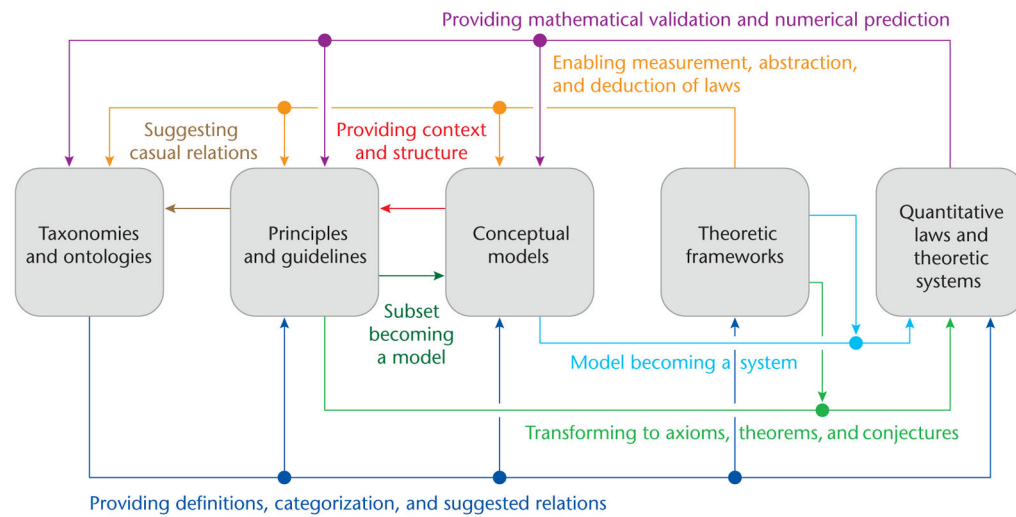 Providing mathematical validation and numerical prediction
Enabling measurement, abstraction,
and deduction of laws
Suggesting
casual relations
Providing context
and structure
Taxonomies
and ontologies
Principles
and guidelines
Conceptual
models
Theoretic
frameworks
Quantitative
laws and
theoretic
systems
Subset
becoming
a model
Model becoming a system
Transforming to axioms, theorems, and conjectures
Providing definitions, categorization, and suggested relations